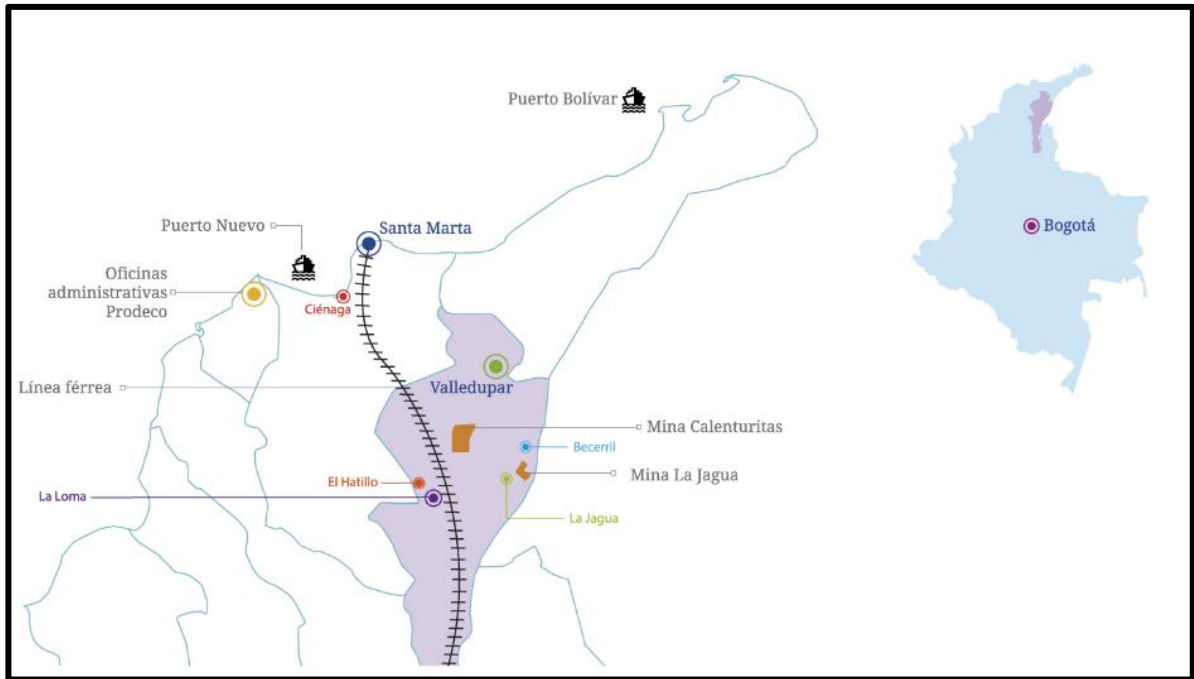 Puerto Bolívar
Puerto Nuevo
Santa Marta
Bogotá
Oficinas
administrativas
Prodeco
Ciénaga
Línea férrea
Valledupar
Mina Calenturitas
Becerril
Mina La Jagua
El Hatillo
La Loma
La Jagua